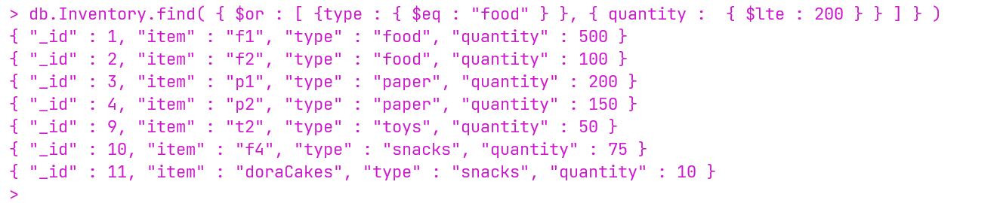 > db.Inventory.find( { $or : [ {type : { $eq : "food" } }, { quantity :  { $lte : 200 } } ] } )
{ "_id" : 1, "item" : "f1", "type" : "food", "quantity" : 500 }
{ "_id" : 2, "item" : "f2", "type" : "food", "quantity" : 100 }
{ "_id" : 3, "item" : "p1", "type" : "paper", "quantity" : 200 }
{ "_id" : 4, "item" : "p2", "type" : "paper", "quantity" : 150 }
{ "_id" : 9, "item" : "t2", "type" : "toys", "quantity" : 50 }
{ "_id" : 10, "item" : "f4", "type" : "snacks", "quantity" : 75 }
{ "_id" : 11, "item" : "doraCakes", "type" : "snacks", "quantity" : 10 }
>